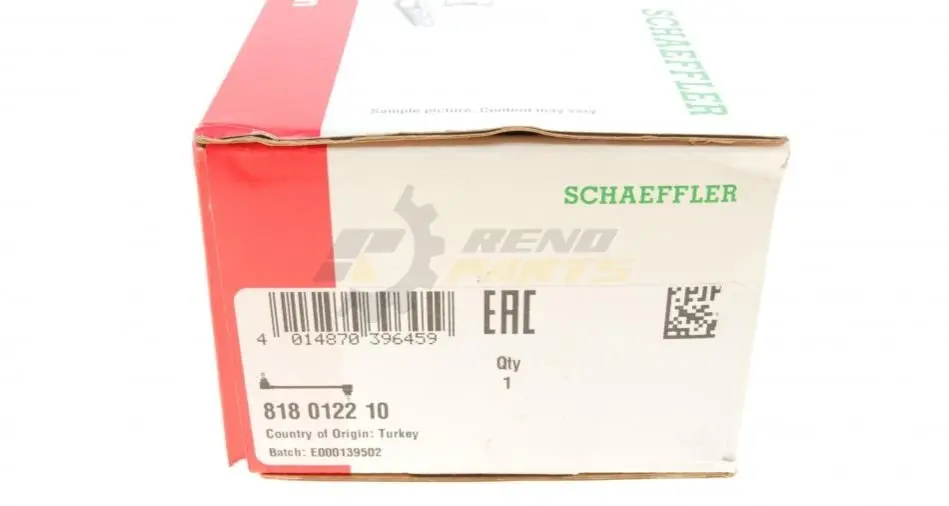 SCHAEFFLER
Sample picture. Content may vary
SCHAEFFLER
RENO
PARTS
4 014870 396459
EAC
Qty
1
818 0122 10
Country of Origin: Turkey
Batch: E000139502